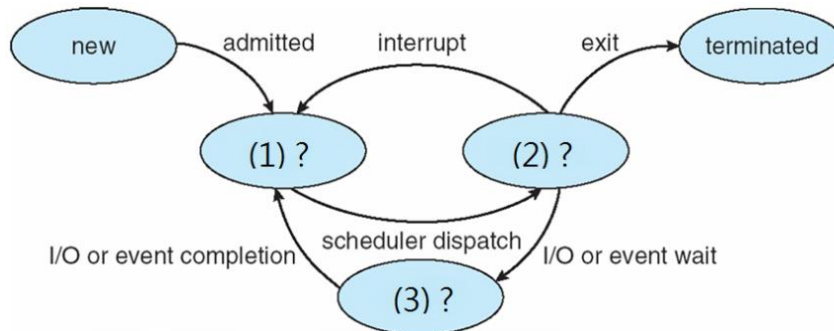 new
admitted
interrupt
exit
terminated
(1) ?
(2) ?
I/O or event completion
scheduler dispatch
I/O or event wait
(3) ?